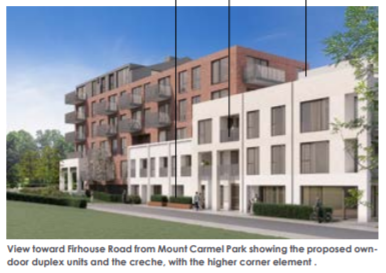 View toward Firhouse Road from Mount Carmel Park showing the proposed own-
door duplex units and the creche, with the higher corner element .